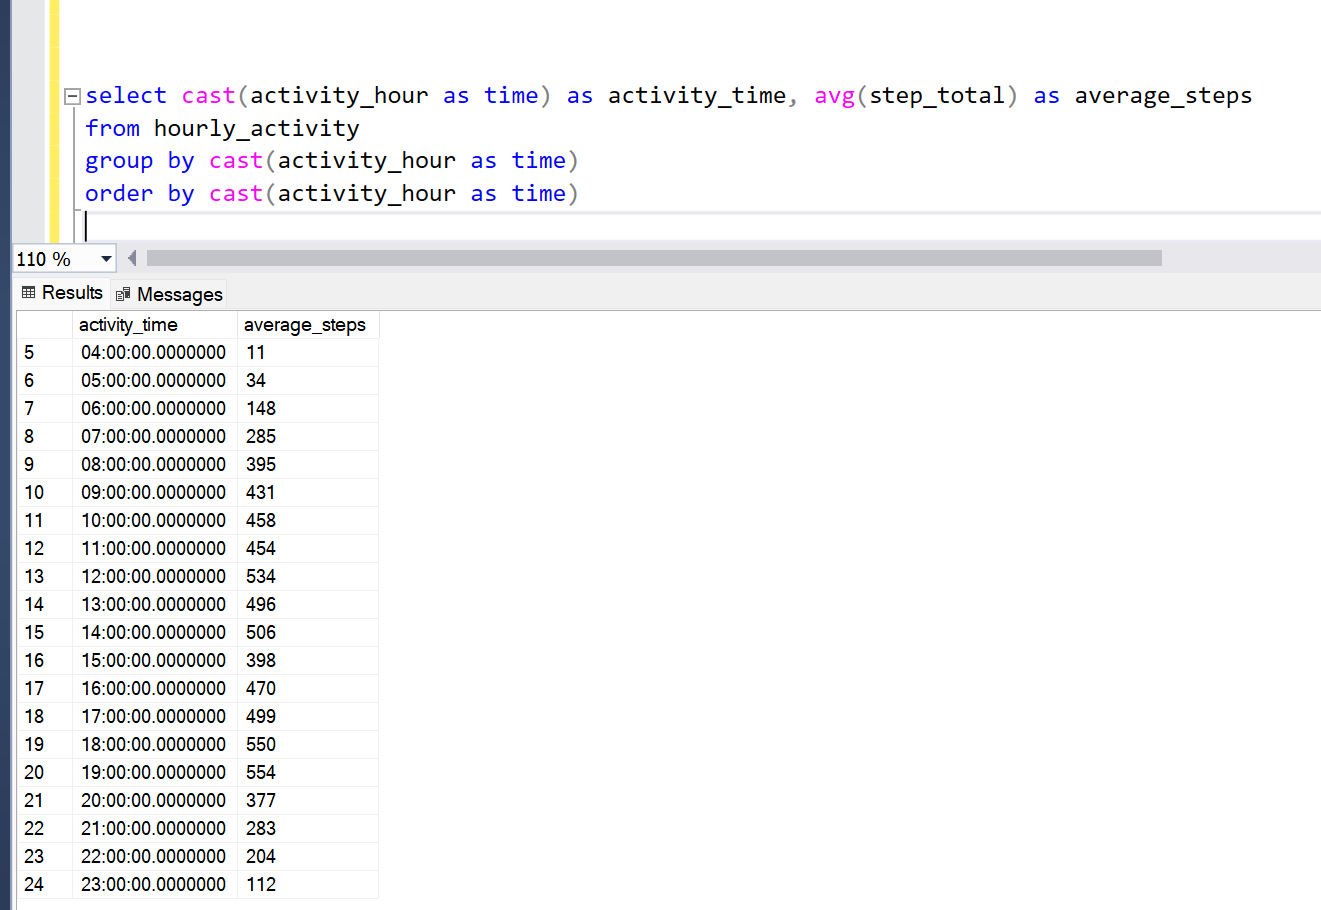 select cast(activity_hour as time) as activity_time, avg(step_total) as average_steps
from hourly_activity
group by cast(activity_hour as time)
order by cast(activity_hour as time)
110 %
Results Messages
activity_time average_steps
5 04:00:00.0000000 11
6 05:00:00.0000000 34
7 06:00:00.0000000 148
8 07:00:00.0000000 285
9 08:00:00.0000000 395
10 09:00:00.0000000 431
11 10:00:00.0000000 458
12 11:00:00.0000000 454
13 12:00:00.0000000 534
14 13:00:00.0000000 496
15 14:00:00.0000000 506
16 15:00:00.0000000 398
17 16:00:00.0000000 470
18 17:00:00.0000000 499
19 18:00:00.0000000 550
20 19:00:00.0000000 554
21 20:00:00.0000000 377
22 21:00:00.0000000 283
23 22:00:00.0000000 204
24 23:00:00.0000000 112